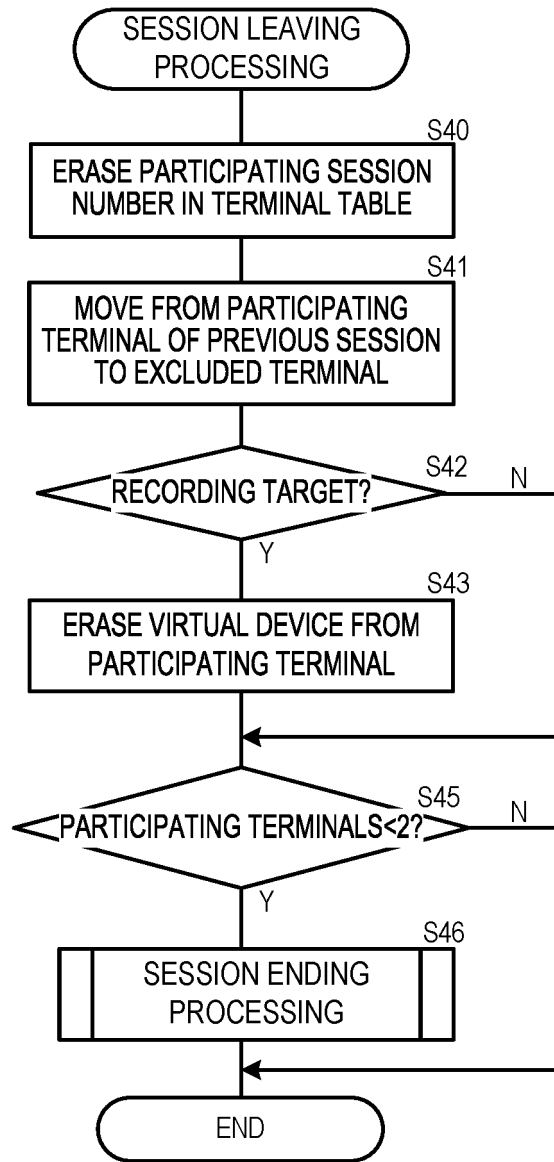 SESSION LEAVING
PROCESSING
S40
ERASE PARTICIPATING SESSION
NUMBER IN TERMINAL TABLE
S41
MOVE FROM PARTICIPATING
TERMINAL OF PREVIOUS SESSION
TO EXCLUDED TERMINAL
S42
RECORDING TARGET?
N
Y
S43
ERASE VIRTUAL DEVICE FROM
PARTICIPATING TERMINAL
S45
PARTICIPATING TERMINALS<2?
N
Y
S46
SESSION ENDING
PROCESSING
END